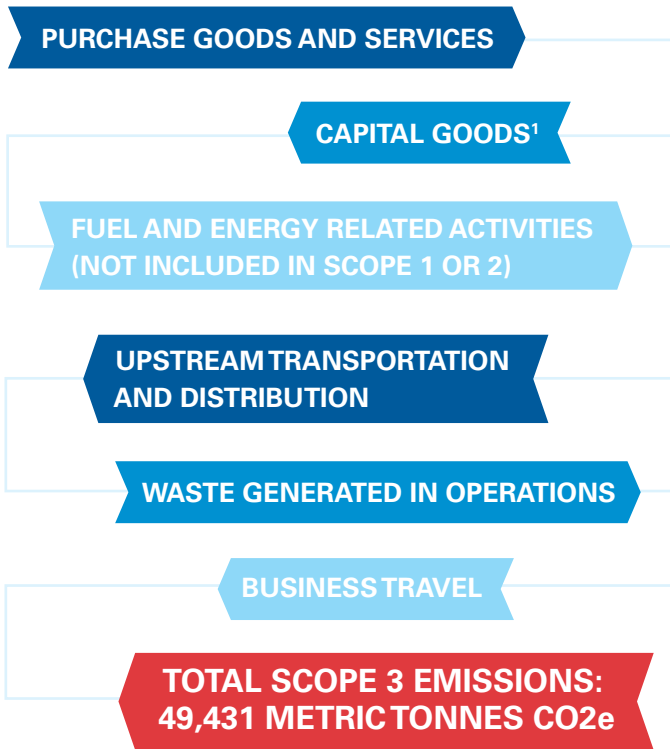 PURCHASE GOODS AND SERVICES
CAPITAL GOODS¹
FUEL AND ENERGY RELATED ACTIVITIES
(NOT INCLUDED IN SCOPE 1 OR 2)
UPSTREAM TRANSPORTATION
AND DISTRIBUTION
WASTE GENERATED IN OPERATIONS
BUSINESS TRAVEL
TOTAL SCOPE 3 EMISSIONS:
49,431 METRIC TONNES CO2e